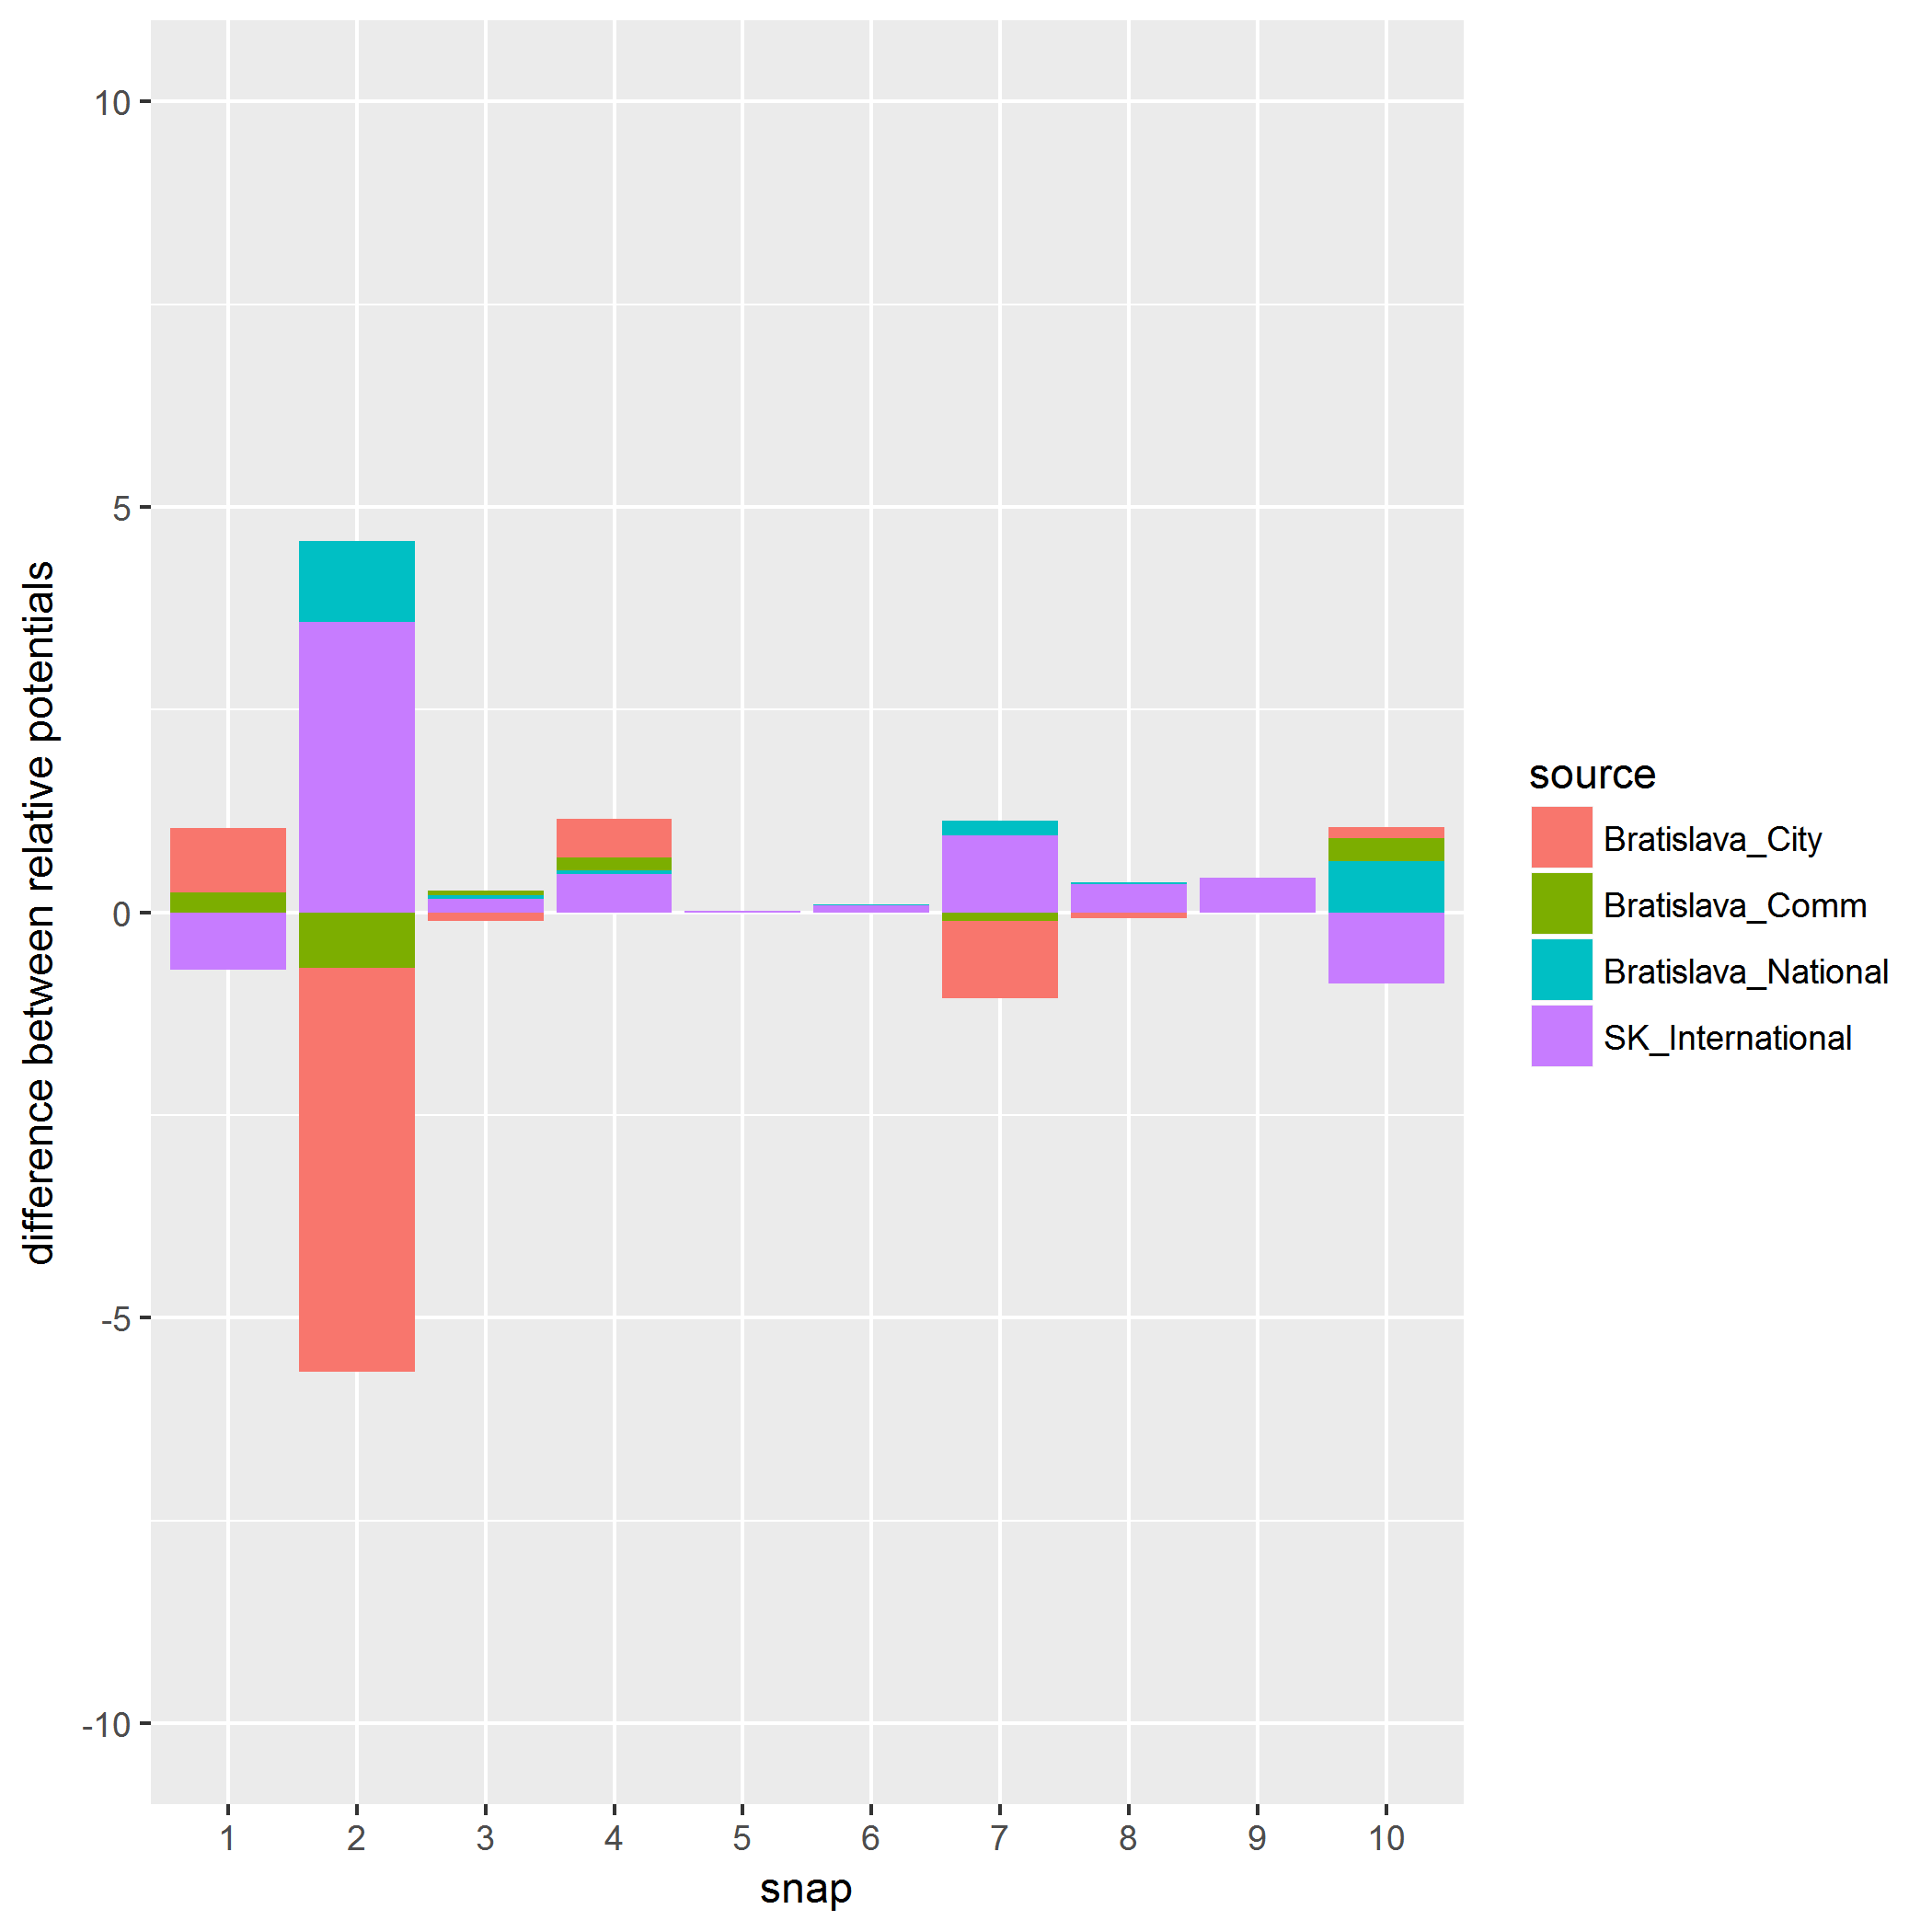 difference between relative potentials
10
5
0
-5
-10
1 2 3 4 5 6 7 8 9 10
snap
source
Bratislava_City
Bratislava_Comm
Bratislava_National
SK_International